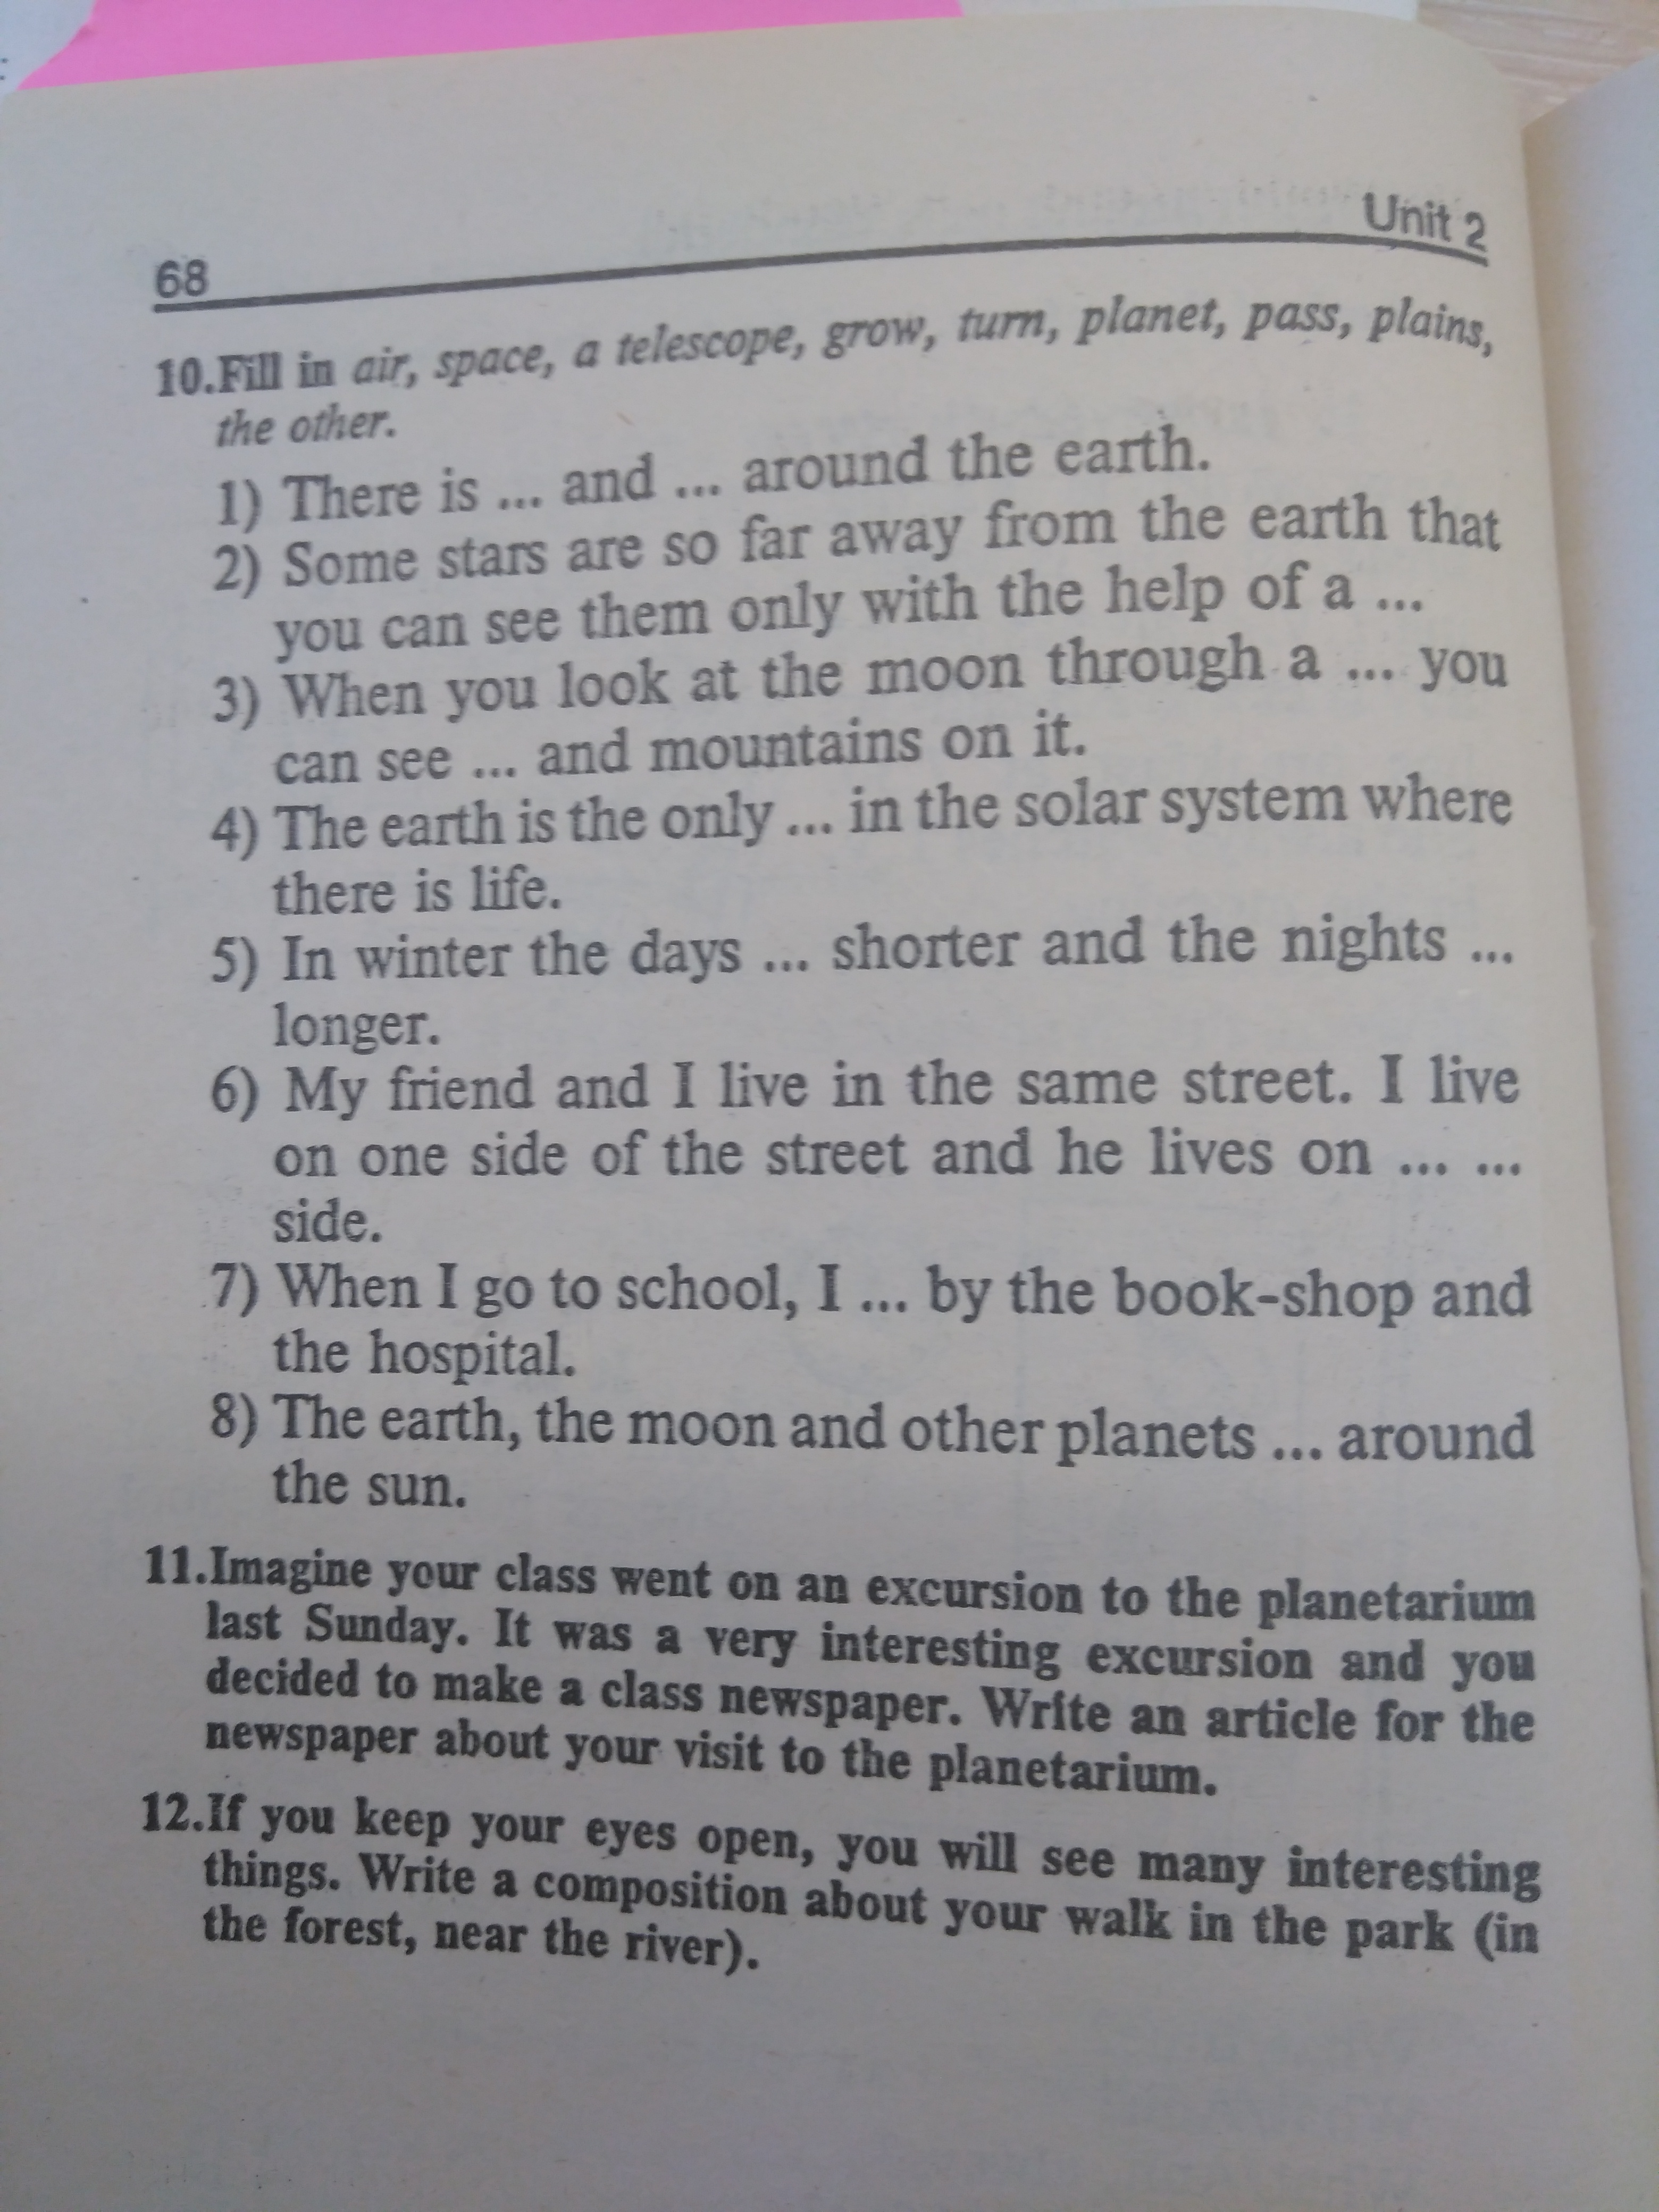 Unit 2
68
10. Fill in air, space, a telescope, grow, turn, planet, pass, plains,
the other.
1) There is ... and ... around the earth.
2) Some stars are so far away from the earth that
you can see them only with the help of a ...
3) When you look at the moon through a ... you
can see ... and mountains on it.
4) The earth is the only ... in the solar system where
there is life.
5) In winter the days ... shorter and the nights ...
longer.
6) My friend and I live in the same street. I live
on one side of the street and he lives on ... ...
side.
7) When I go to school, I ... by the book-shop and
the hospital.
8) The earth, the moon and other planets ... around
the sun.
11. Imagine your class went on an excursion to the planetarium
last Sunday. It was a very interesting excursion and you
decided to make a class newspaper. Write an article for the
newspaper about your visit to the planetarium.
12. If you keep your eyes open, you will see many interesting
things. Write a composition about your walk in the park (in
the forest, near the river).